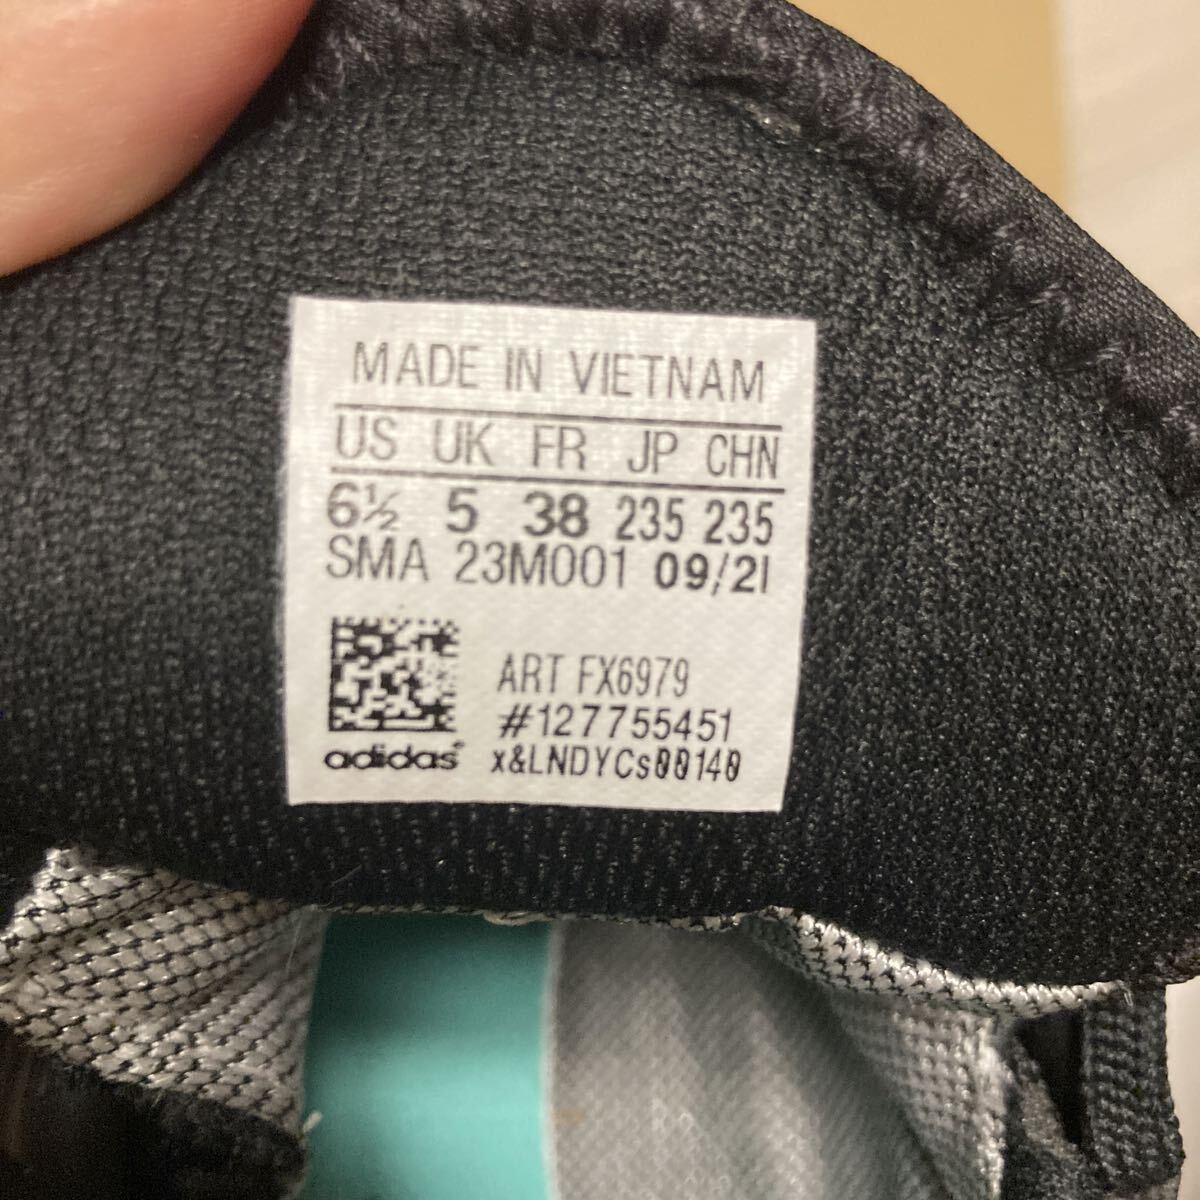 MADE IN VIETNAM
US UK FR JP CHN
6½ 5 38 235 235
SMA 23M001 09/21
ART FX6979
#127755451
adidas x&LNDYCs00140